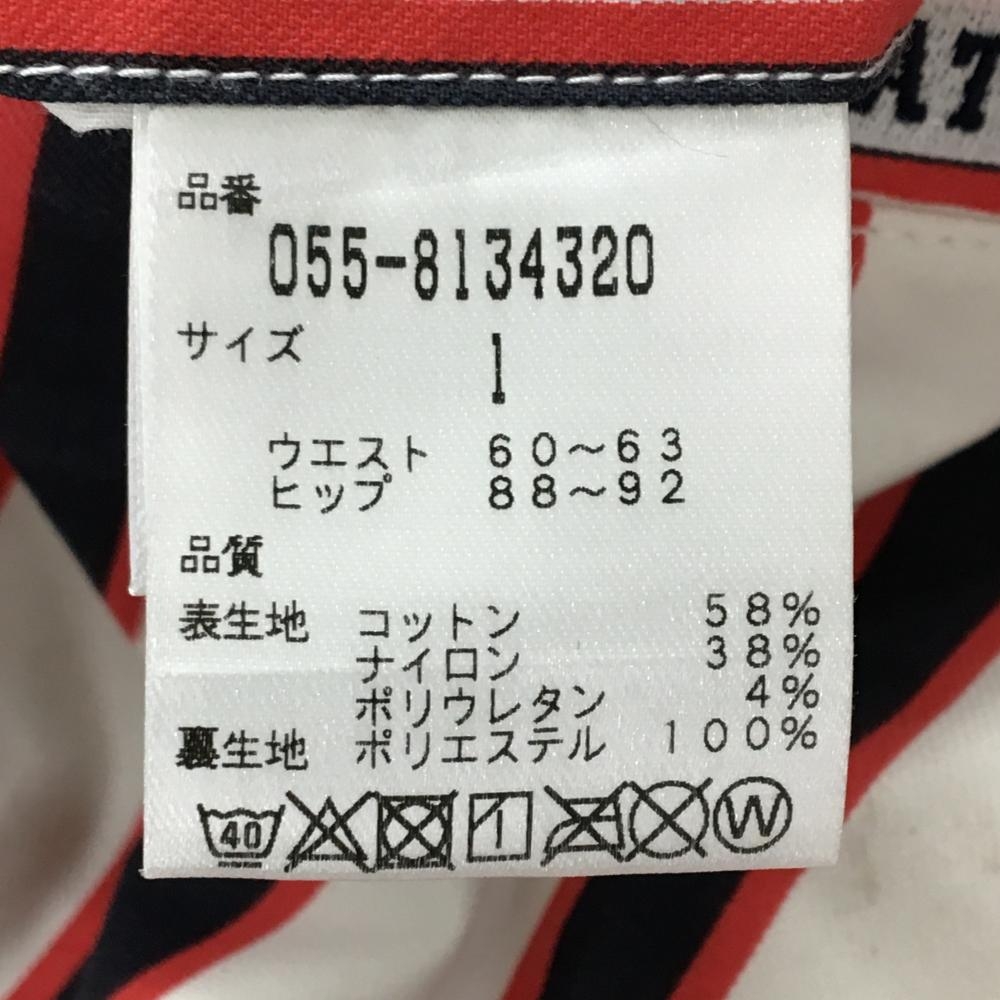 AT
品番
055-8134320
サイズ
1
ウエスト 60～63
ヒップ 88～92
品質
表生地 コットン 58%
ナイロン 38%
ポリウレタン 4%
裏生地 ポリエステル 100%
40 W